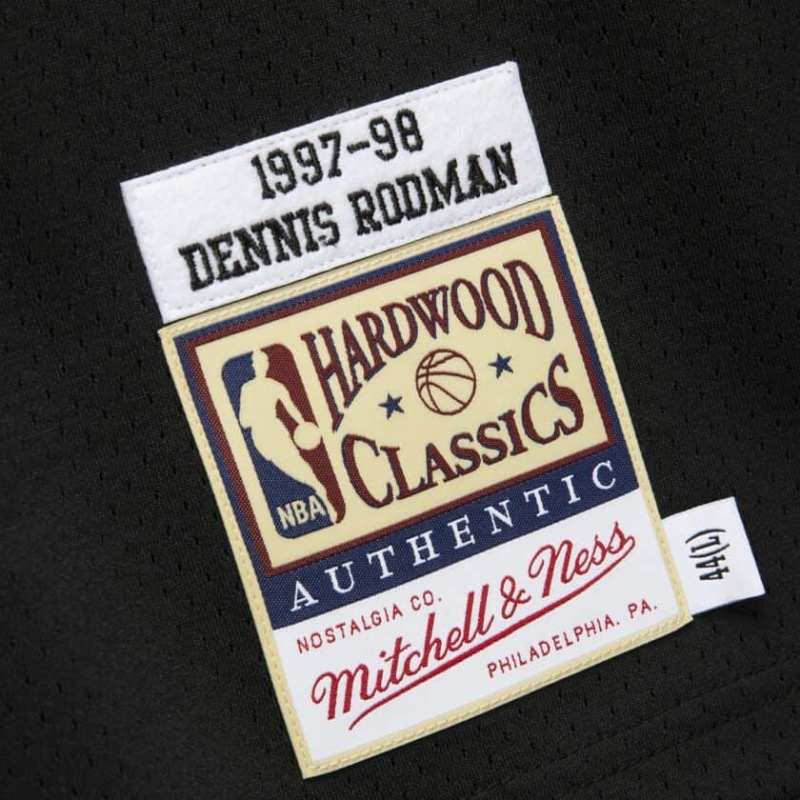 1997-98
DENNIS RODMAN
HARDWOOD
CLASSICS
NBA
AUTHENTIC
NOSTALGIA CO.
Mitchell & Ness
PHILADELPHIA, PA.
44(L)